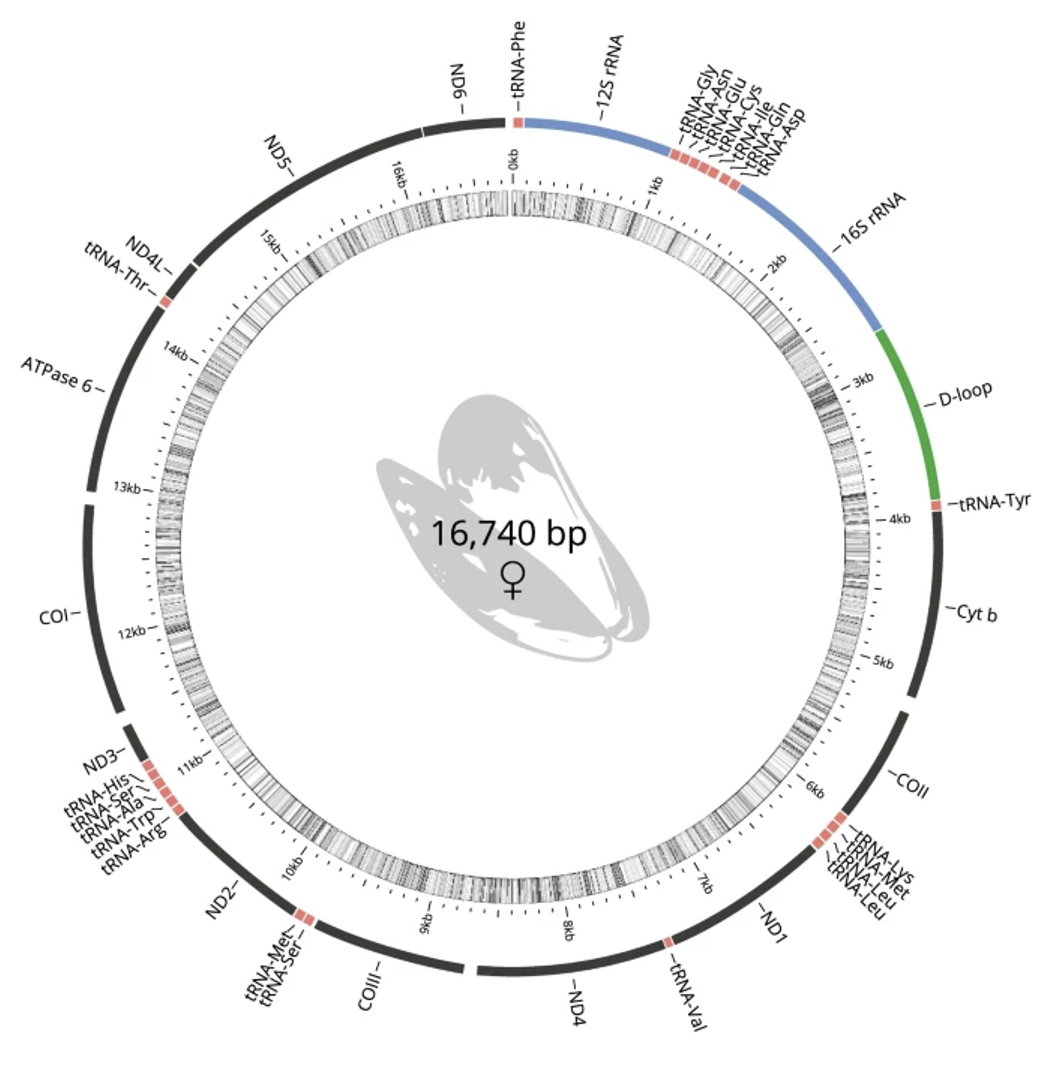 tRNA-Phe
12S rRNA
tRNA-Gly
tRNA-Asn
tRNA-Glu
tRNA-Cys
tRNA-Ile
tRNA-Gln
tRNA-Asp
16S rRNA
D-loop
tRNA-Tyr
Cyt b
COII
tRNA-Lys
tRNA-Met
tRNA-Leu
tRNA-Leu
ND1
tRNA-Val
ND4
COIII
tRNA-Ser
tRNA-Met
ND2
tRNA-Arg
tRNA-Trp
tRNA-Ala
tRNA-Ser
tRNA-His
ND3
COI
ATPase 6
tRNA-Thr
ND4L
ND5
ND6
0kb
1kb
2kb
3kb
4kb
5kb
6kb
7kb
8kb
9kb
10kb
11kb
12kb
13kb
14kb
15kb
16kb
16,740 bp
♀